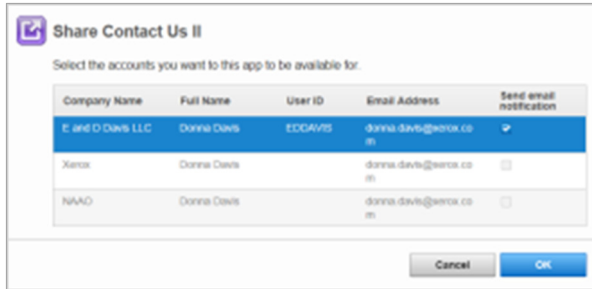 Share Contact Us II
Select the accounts you want to this app to be available for.
Company Name Full Name User ID Email Address Send email
notification
E and D Davis LLC Donna Davis EDDAVIS donna.davis@xerox.co
m
Xerox Donna Davis donna.davis@xerox.co
m
NAAD Donna Davis donna.davis@xerox.co
m
Cancel OK